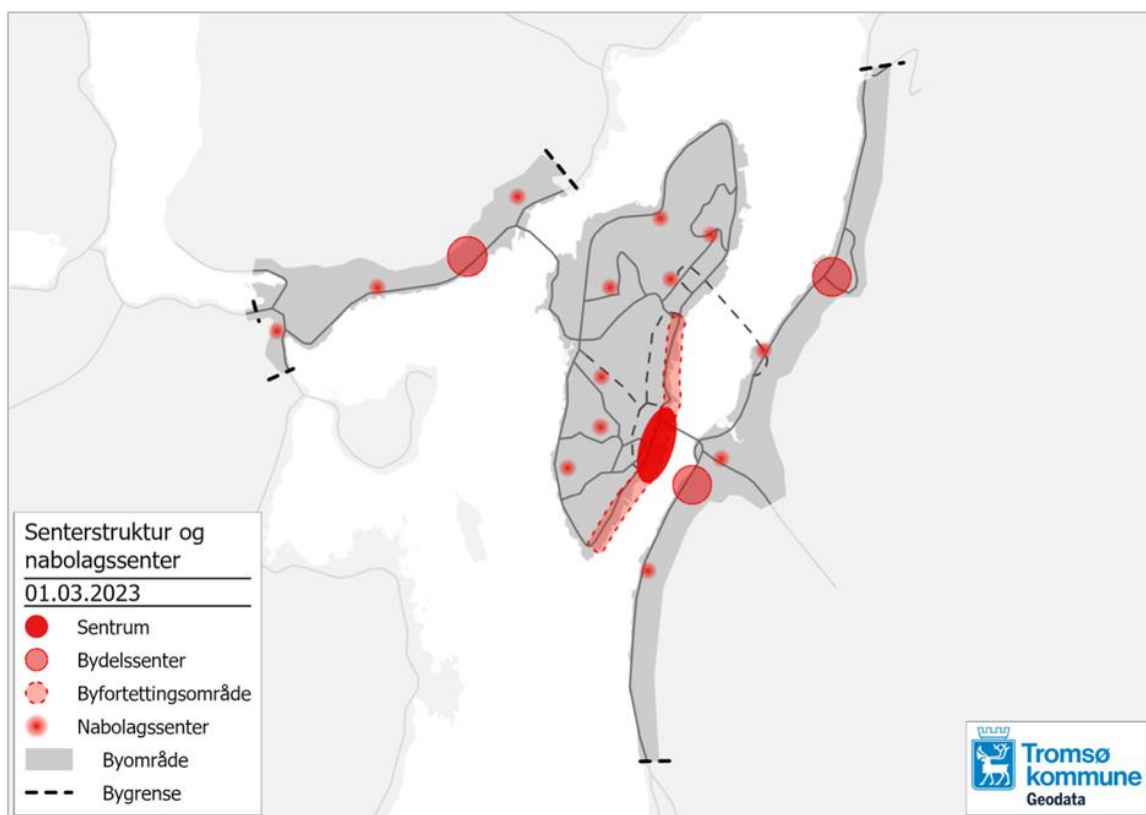 Senterstruktur og
nabolagssenter
01.03.2023
Sentrum
Bydelssenter
Byfortettingsområde
Nabolagssenter
Byområde
Bygrense
Tromsø
kommune
Geodata